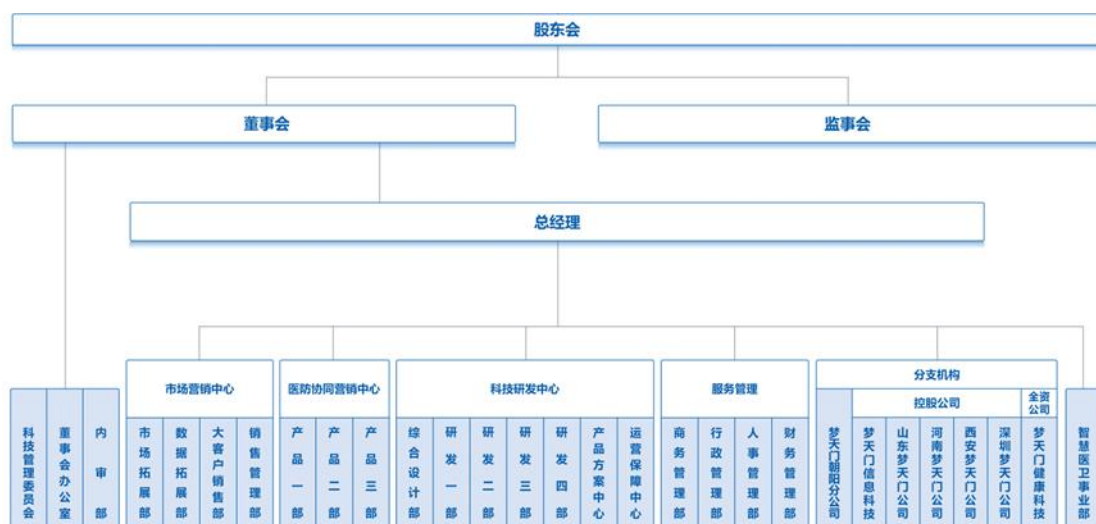 股东会
董事会
监事会
总经理
市场营销中心
医防协同营销中心
科技研发中心
服务管理
分支机构
控股公司
全资
公司
科技管理委员会
董事会办公室
内审部
市场拓展部
数据拓展部
大客户销售部
销售管理部
产品一部
产品二部
产品三部
综合设计部
研发一部
研发二部
研发三部
研发四部
产品方案中心
运营保障中心
商务管理部
行政管理部
人事管理部
财务管理部
梦天门朝阳分公司
梦天门信息科技
山东梦天门公司
河南梦天门公司
西安梦天门公司
深圳梦天门公司
梦天门健康科技
智慧医卫事业部